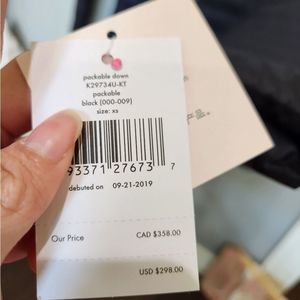 packable down
K29734U-KT
packable
black (000-009)
size: xs
93371 27673 7
debuted on 09-21-2019
Our Price CAD $358.00
USD $298.00